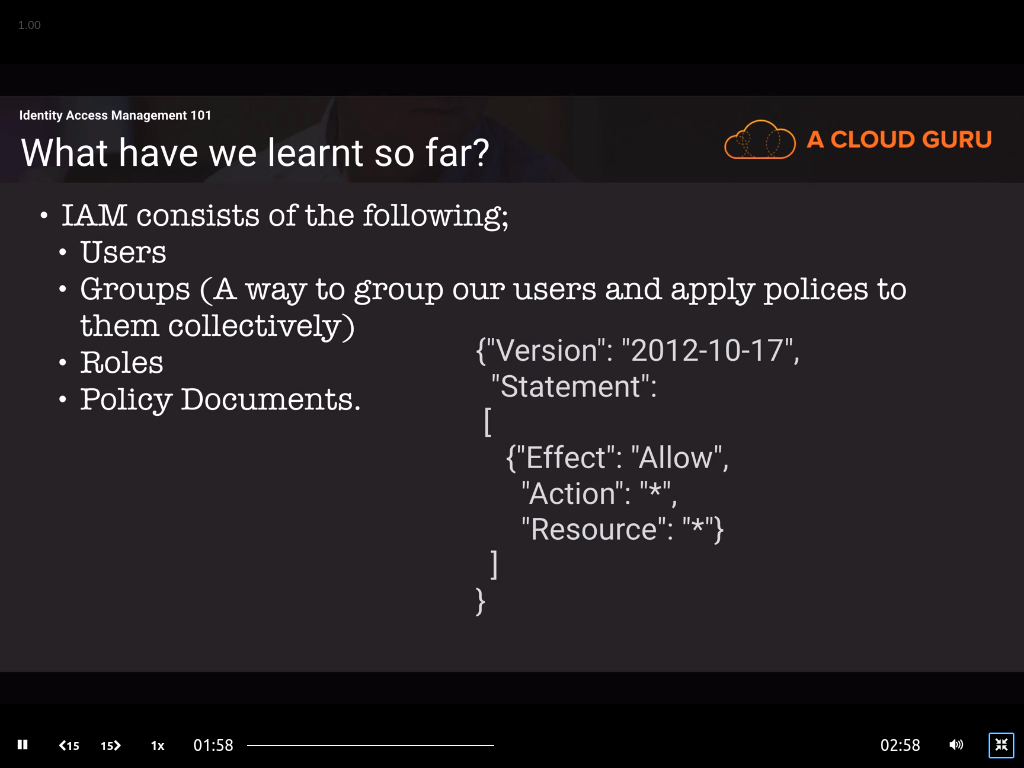 1.00
Identity Access Management 101
What have we learnt so far?
A CLOUD GURU
• IAM consists of the following;
• Users
• Groups (A way to group our users and apply polices to
them collectively)
• Roles
• Policy Documents.
{"Version": "2012-10-17",
"Statement":
[
{"Effect": "Allow",
"Action": "*",
"Resource": "*"}
]
}
15
15
1x
01:58
02:58